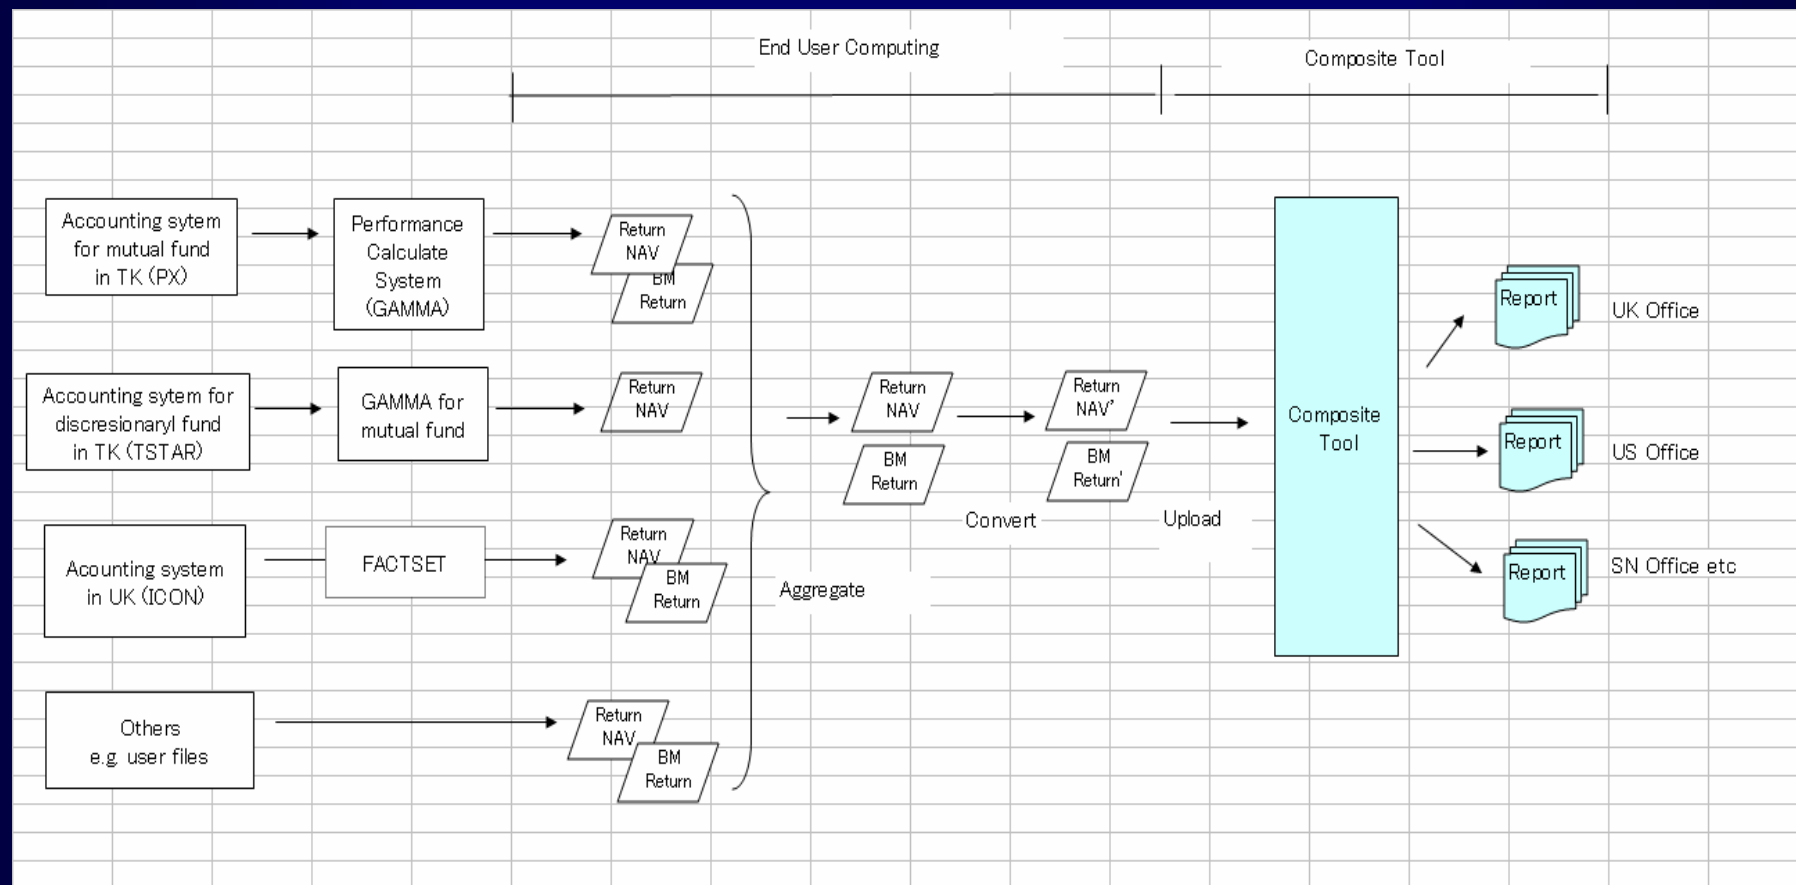 End User Computing
Composite Tool
Accounting sytem
for mutual fund
in TK (PX)
Performance
Calculate
System
(GAMMA)
Return
NAV
BM
Return
Accounting sytem for
discresionaryl fund
in TK (TSTAR)
GAMMA for
mutual fund
Return
NAV
Return
NAV
BM
Return
Return
NAV'
BM
Return'
Convert
Upload
Composite
Tool
Report
UK Office
Report
US Office
Report
SN Office etc
Acounting system
in UK (ICON)
FACTSET
Return
NAV
BM
Return
Aggregate
Others
e.g. user files
Return
NAV
BM
Return